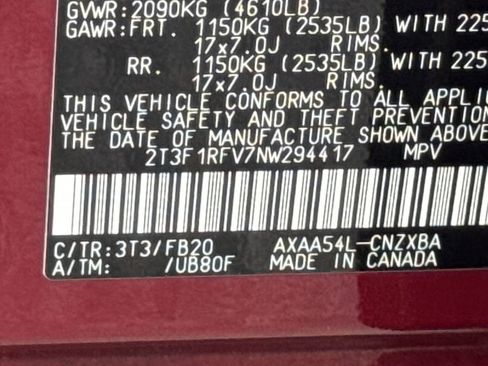 GVWR:2090KG (4610LB)
GAWR:FRT. 1150KG (2535LB) WITH 225
17x7.0J RIMS.
RR. 1150KG (2535LB) WITH 225
17x7.0J RIMS.
THIS VEHICLE CONFORMS TO ALL APPLI
VEHICLE SAFETY AND THEFT PREVENTION
THE DATE OF MANUFACTURE SHOWN ABOVE
2T3F1RFV7NW294417 MPV
C/TR:3T3/FB20 AXAA54L-CNZXBA
A/TM: /UB80F MADE IN CANADA